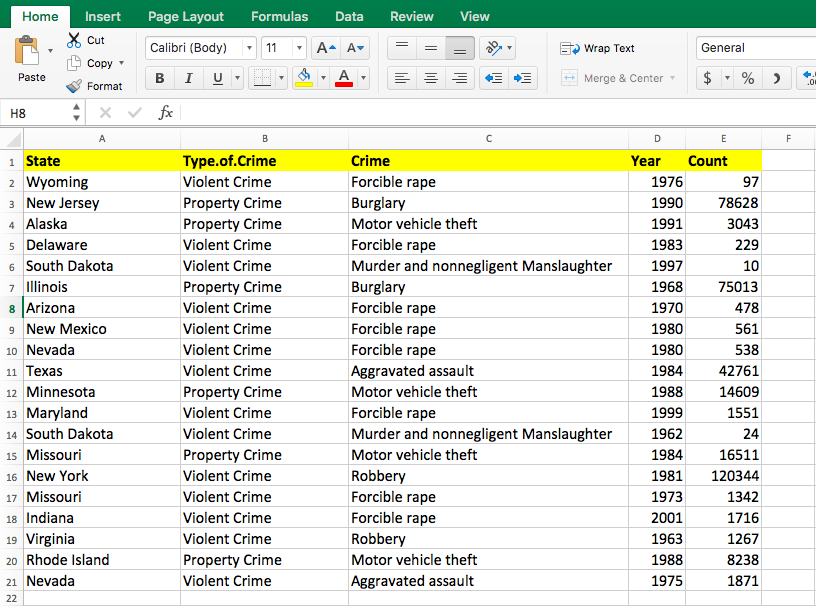 Home Insert Page Layout Formulas Data Review View
Cut
Calibri (Body) 11 A A Wrap Text General
Copy
Paste
Format B I U A Merge & Center $ % .00
H8 fx
A B C D E F
1 State Type.of.Crime Crime Year Count
2 Wyoming Violent Crime Forcible rape 1976 97
3 New Jersey Property Crime Burglary 1990 78628
4 Alaska Property Crime Motor vehicle theft 1991 3043
5 Delaware Violent Crime Forcible rape 1983 229
6 South Dakota Violent Crime Murder and nonnegligent Manslaughter 1997 10
7 Illinois Property Crime Burglary 1968 75013
8 Arizona Violent Crime Forcible rape 1970 478
9 New Mexico Violent Crime Forcible rape 1980 561
10 Nevada Violent Crime Forcible rape 1980 538
11 Texas Violent Crime Aggravated assault 1984 42761
12 Minnesota Property Crime Motor vehicle theft 1988 14609
13 Maryland Violent Crime Forcible rape 1999 1551
14 South Dakota Violent Crime Murder and nonnegligent Manslaughter 1962 24
15 Missouri Property Crime Motor vehicle theft 1984 16511
16 New York Violent Crime Robbery 1981 120344
17 Missouri Violent Crime Forcible rape 1973 1342
18 Indiana Violent Crime Forcible rape 2001 1716
19 Virginia Violent Crime Robbery 1963 1267
20 Rhode Island Property Crime Motor vehicle theft 1988 8238
21 Nevada Violent Crime Aggravated assault 1975 1871
22